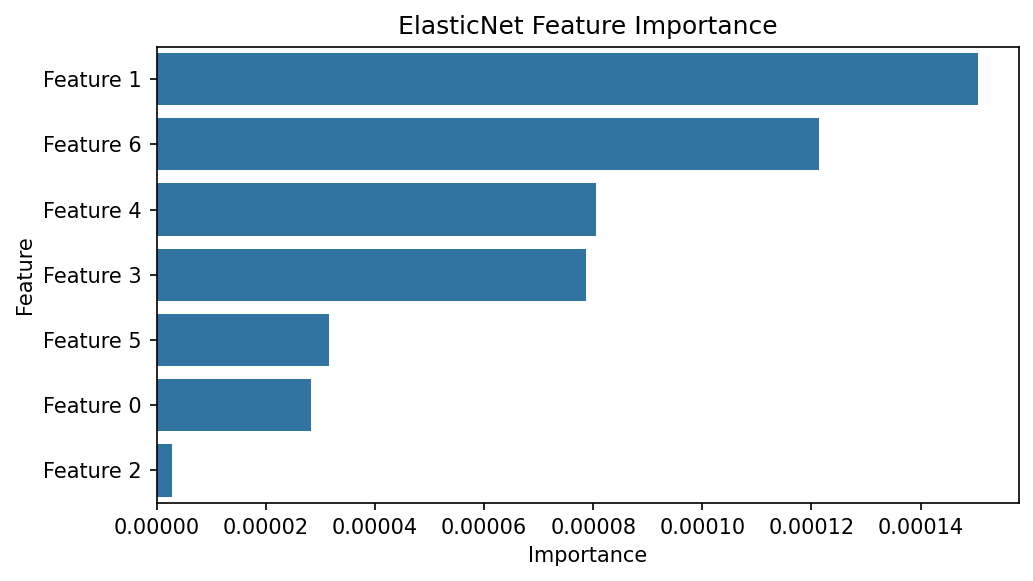 ElasticNet Feature Importance
Feature
Feature 1
Feature 6
Feature 4
Feature 3
Feature 5
Feature 0
Feature 2
0.00000 0.00002 0.00004 0.00006 0.00008 0.00010 0.00012 0.00014
Importance